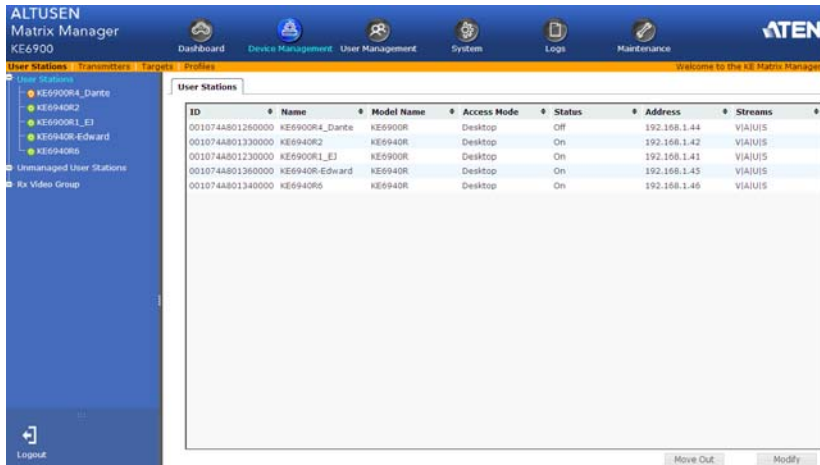 ALTUSEN
Matrix Manager
KE6900
Dashboard
Device Management
User Management
System
Logs
Maintenance
ATEN
User Stations Transmitters Targets Profiles
Welcome to the KE Matrix Manager
User Stations
KE6900R4_Dante
KE6940R2
KE6900R1_EJ
KE6940R-Edward
KE6940R6
Unmanaged User Stations
Rx Video Group
Logout
User Stations
ID Name Model Name Access Mode Status Address Streams
001074A801260000 KE6900R4_Dante KE6900R Desktop Off 192.168.1.44 V|A|U|S
001074A801330000 KE6940R2 KE6940R Desktop On 192.168.1.42 V|A|U|S
001074A801230000 KE6900R1_EJ KE6900R Desktop On 192.168.1.41 V|A|U|S
001074A801360000 KE6940R-Edward KE6940R Desktop On 192.168.1.45 V|A|U|S
001074A801340000 KE6940R6 KE6940R Desktop On 192.168.1.46 V|A|U|S
Move Out
Modify